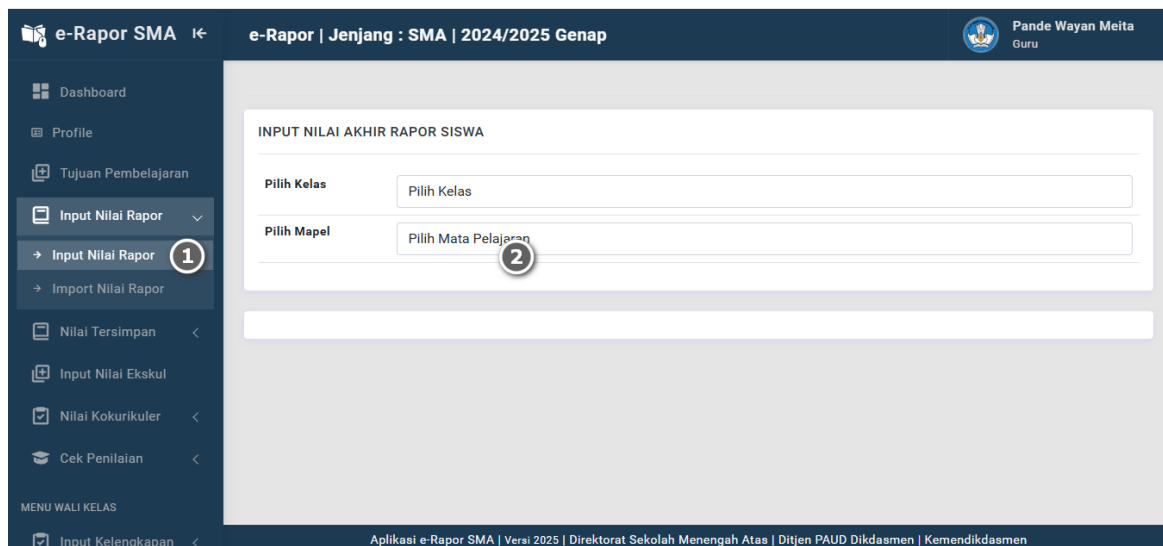 e-Rapor SMA
e-Rapor | Jenjang : SMA | 2024/2025 Genap
Pande Wayan Meita
Guru
Dashboard
Profile
Tujuan Pembelajaran
Input Nilai Rapor
Input Nilai Rapor
1
Import Nilai Rapor
Nilai Tersimpan
Input Nilai Ekskul
Nilai Kokurikuler
Cek Penilaian
MENU WALI KELAS
Input Kelengkapan
INPUT NILAI AKHIR RAPOR SISWA
Pilih Kelas
Pilih Kelas
Pilih Mapel
Pilih Mata Pelajaran
2
Aplikasi e-Rapor SMA | Versi 2025 | Direktorat Sekolah Menengah Atas | Ditjen PAUD Dikdasmen | Kemendikdasmen